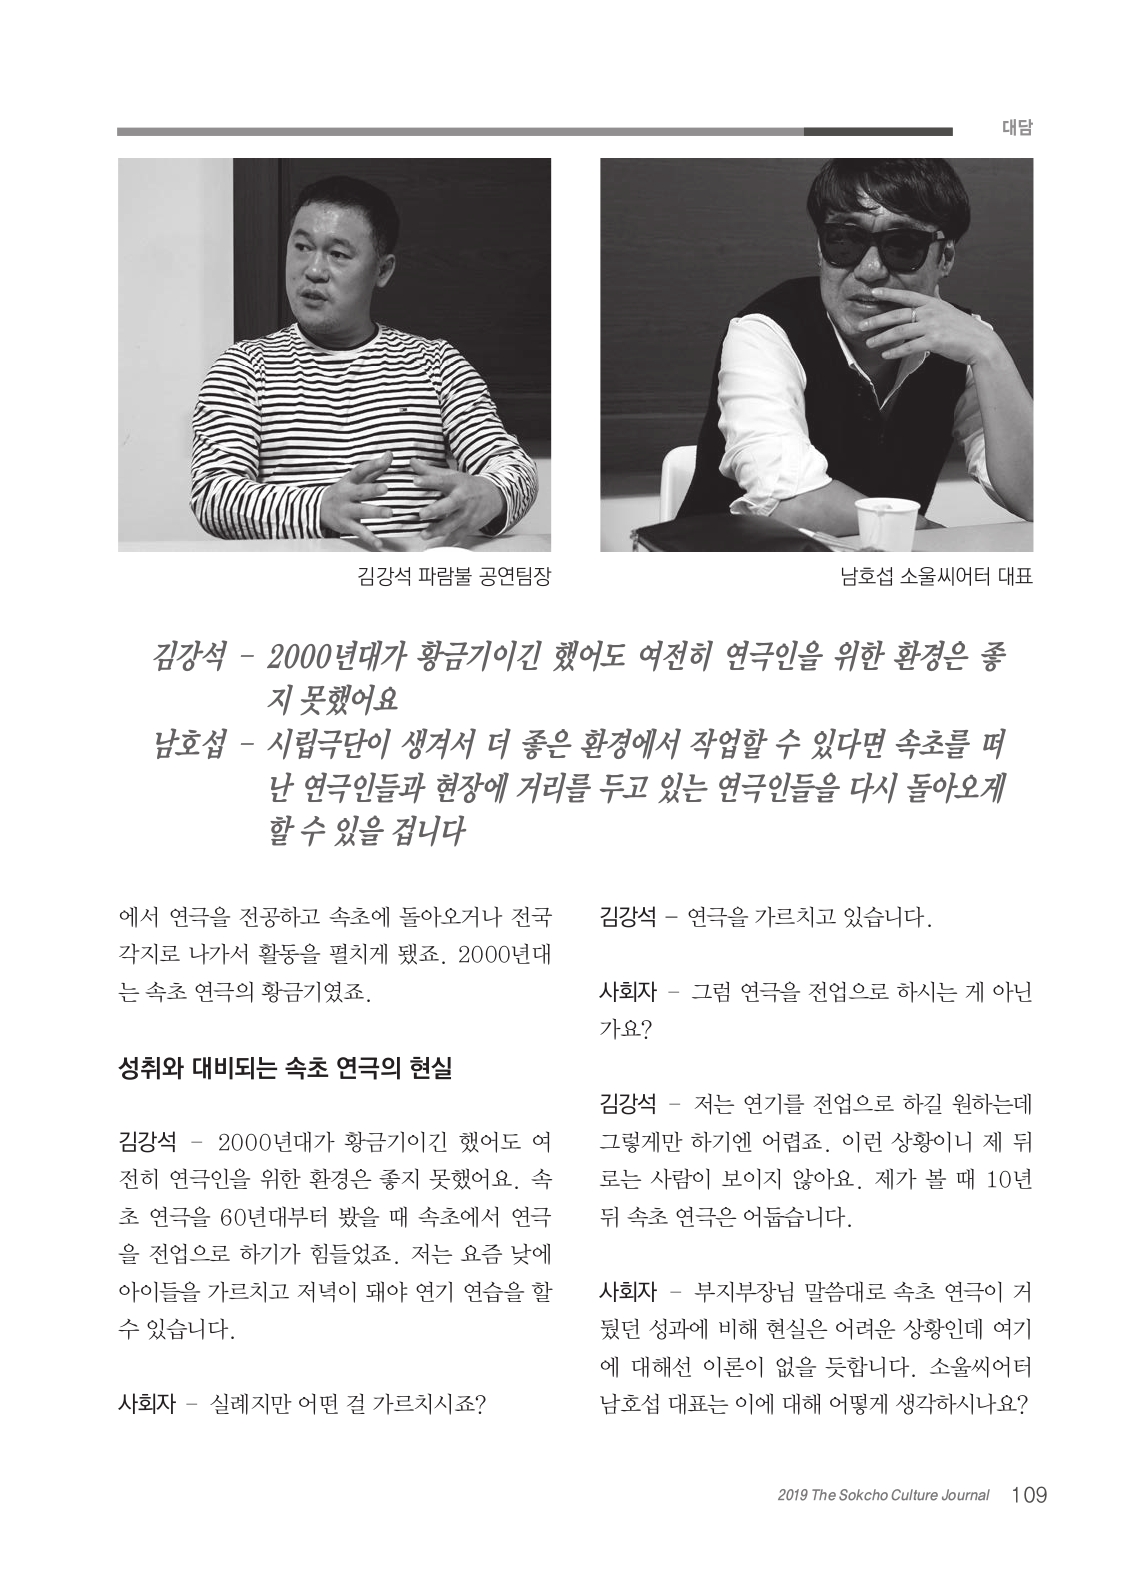 대담
김강석 파람불 공연팀장
남호섭 소울씨어터 대표
김강석 - 2000년대가 황금기이긴 했어도 여전히 연극인을 위한 환경은 좋
지 못했어요
남호섭 - 시립극단이 생겨서 더 좋은 환경에서 작업할 수 있다면 속초를 떠
난 연극인들과 현장에 거리를 두고 있는 연극인들을 다시 돌아오게
할 수 있을 겁니다
에서 연극을 전공하고 속초에 돌아오거나 전국
각지로 나가서 활동을 펼치게 됐죠. 2000년대
는 속초 연극의 황금기였죠.
성취와 대비되는 속초 연극의 현실
김강석 - 2000년대가 황금기이긴 했어도 여
전히 연극인을 위한 환경은 좋지 못했어요. 속
초 연극을 60년대부터 봤을 때 속초에서 연극
을 전업으로 하기가 힘들었죠. 저는 요즘 낮에
아이들을 가르치고 저녁이 돼야 연기 연습을 할
수 있습니다.
사회자 - 실례지만 어떤 걸 가르치시죠?
김강석 - 연극을 가르치고 있습니다.
사회자 - 그럼 연극을 전업으로 하시는 게 아닌
가요?
김강석 - 저는 연기를 전업으로 하길 원하는데
그렇게만 하기엔 어렵죠. 이런 상황이니 제 뒤
로는 사람이 보이지 않아요. 제가 볼 때 10년
뒤 속초 연극은 어둡습니다.
사회자 - 부지부장님 말씀대로 속초 연극이 거
뒀던 성과에 비해 현실은 어려운 상황인데 여기
에 대해선 이론이 없을 듯합니다. 소울씨어터
남호섭 대표는 이에 대해 어떻게 생각하시나요?
2019 The Sokcho Culture Journal 109